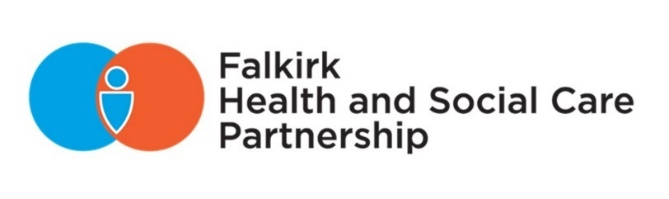 Falkirk
Health and Social Care
Partnership